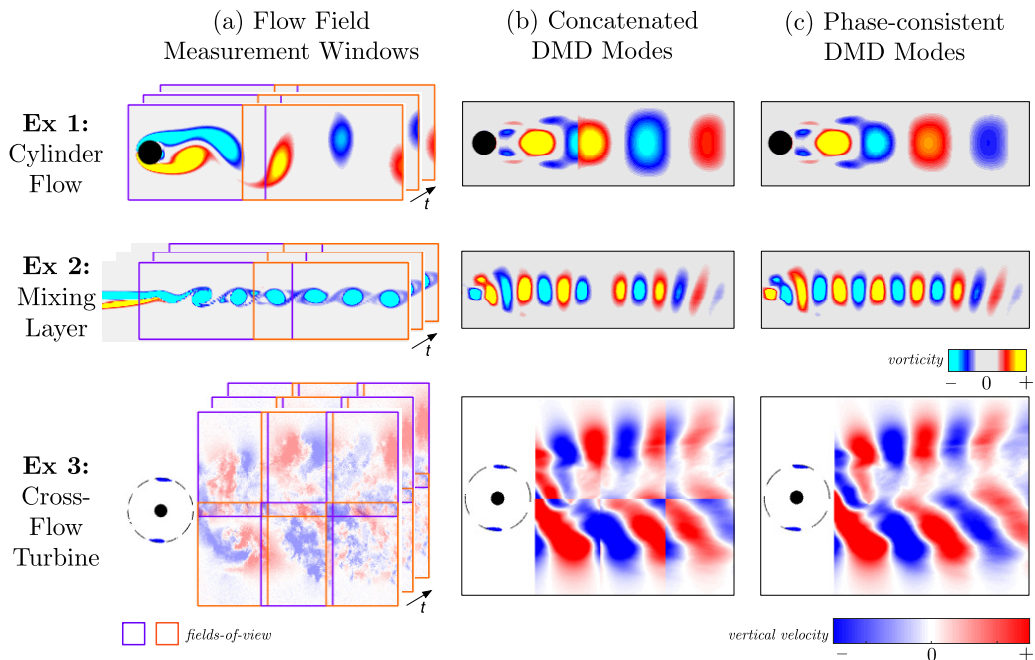 (a) Flow Field
Measurement Windows
(b) Concatenated
DMD Modes
(c) Phase-consistent
DMD Modes
Ex 1:
Cylinder
Flow
t
Ex 2:
Mixing
Layer
t
vorticity
− 0 +
Ex 3:
Cross-
Flow
Turbine
t
fields-of-view
vertical velocity
− 0 +